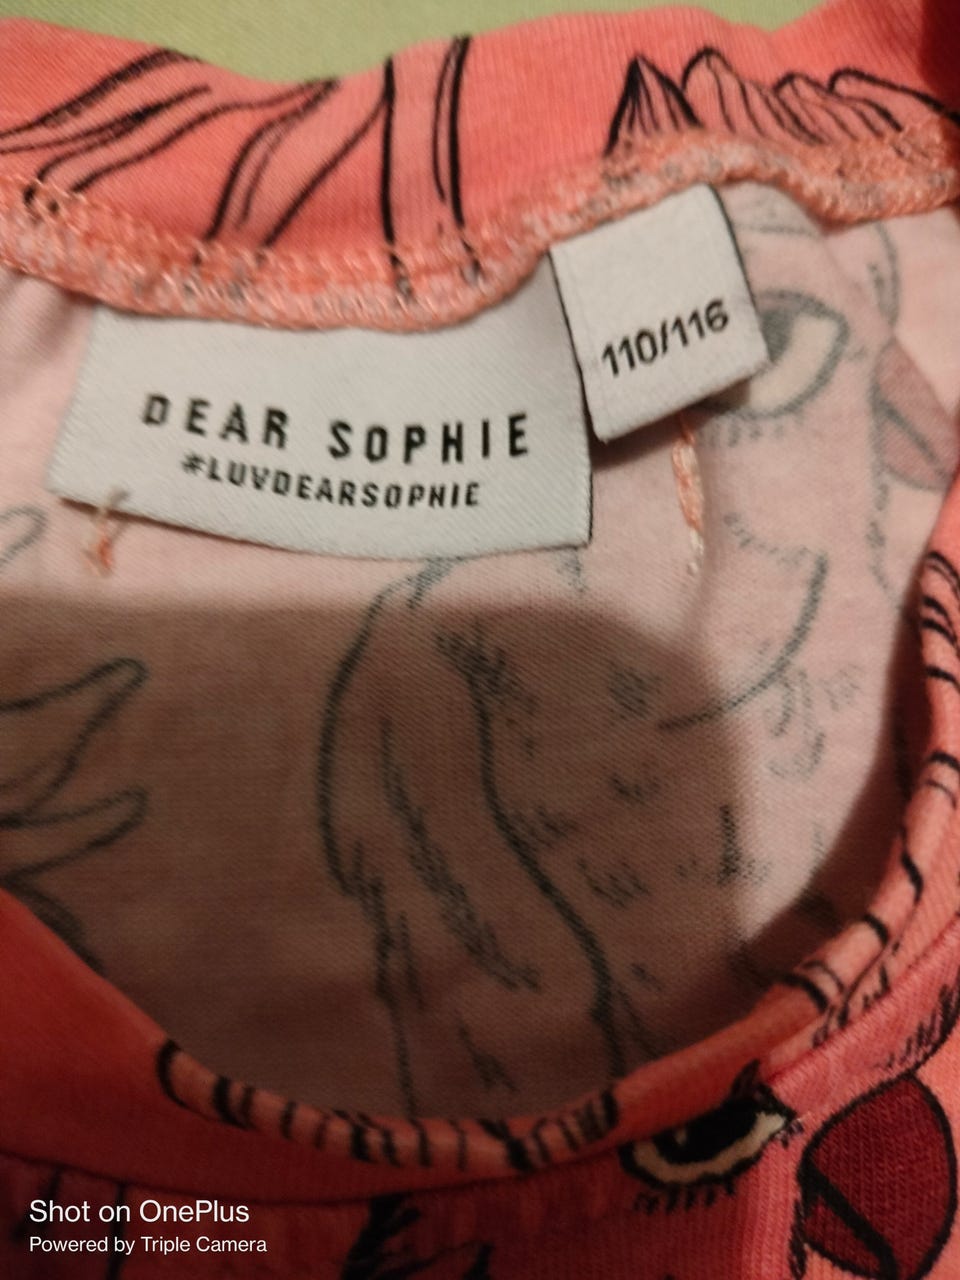 110/116
DEAR SOPHIE
#LUVDEARSOPHIE
Shot on OnePlus
Powered by Triple Camera